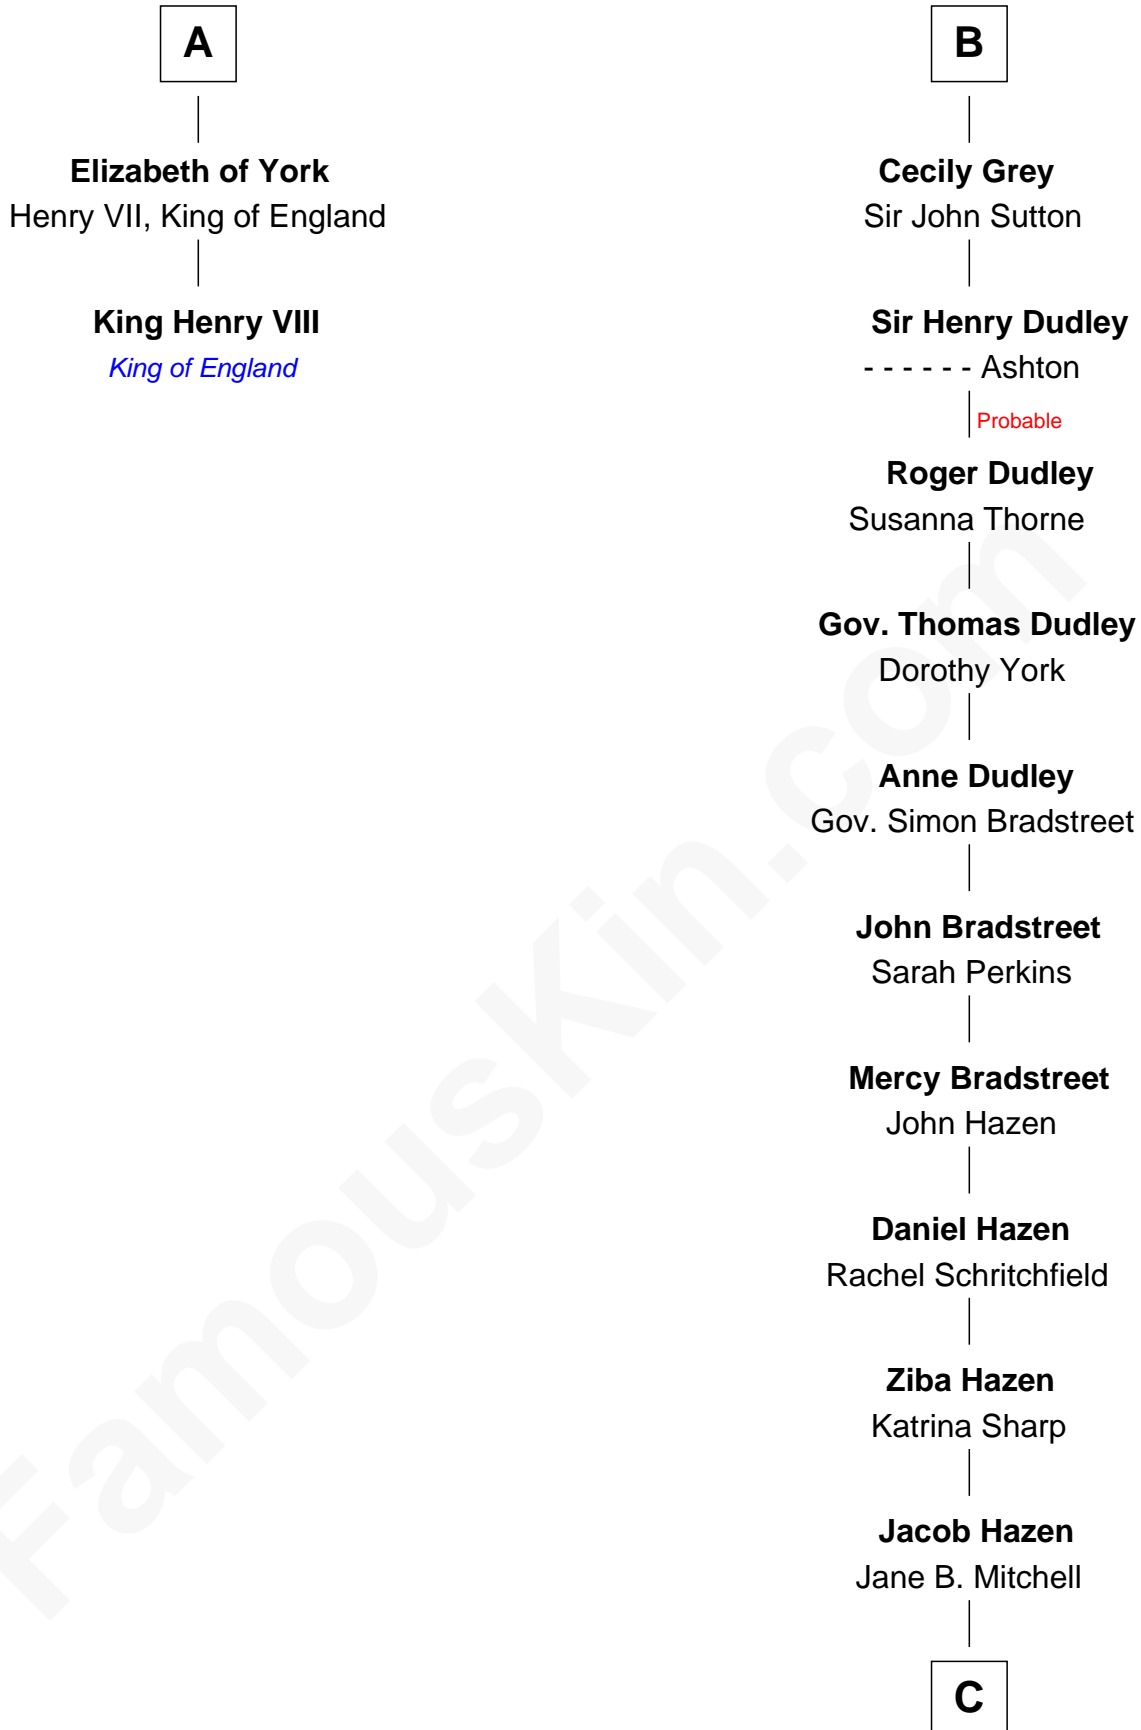 A
Elizabeth of York
Henry VII, King of England
King Henry VIII
King of England
B
Cecily Grey
Sir John Sutton
Sir Henry Dudley
- - - - - - Ashton
Probable
Roger Dudley
Susanna Thorne
Gov. Thomas Dudley
Dorothy York
Anne Dudley
Gov. Simon Bradstreet
John Bradstreet
Sarah Perkins
Mercy Bradstreet
John Hazen
Daniel Hazen
Rachel Schritchfield
Ziba Hazen
Katrina Sharp
Jacob Hazen
Jane B. Mitchell
C
FamousKin.com